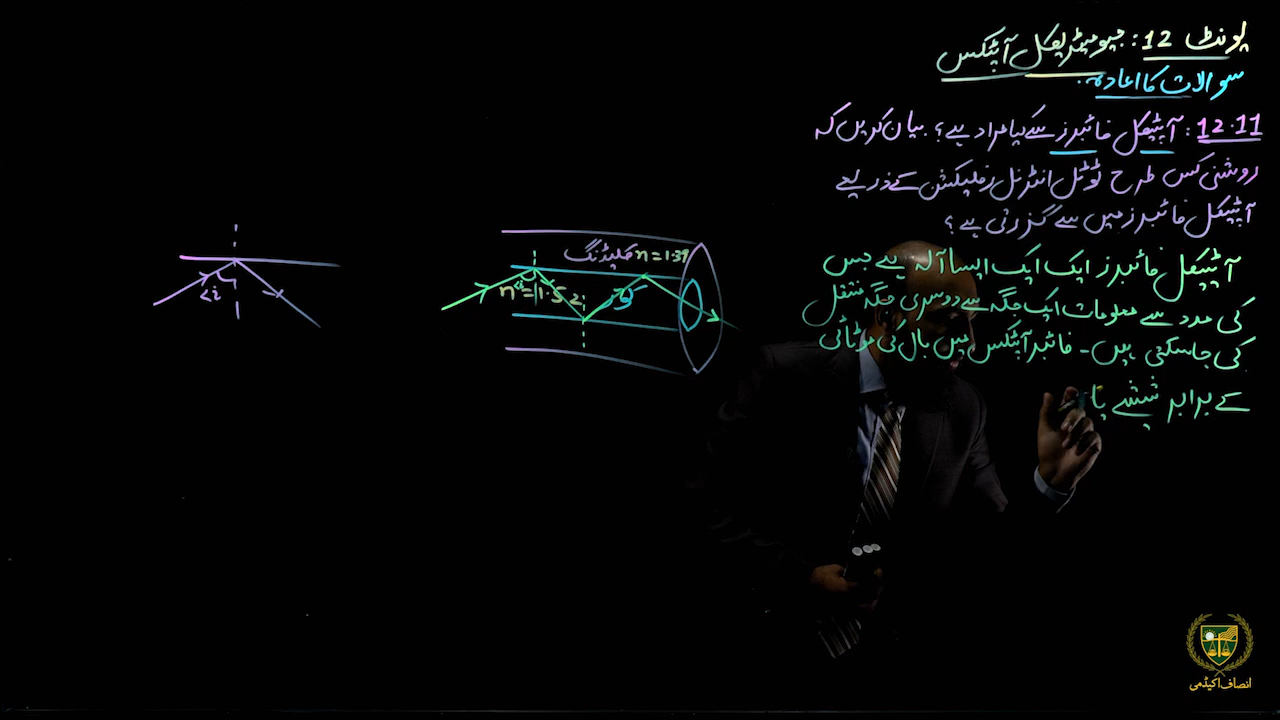 یونٹ 12: جیومیٹریکل آپٹکس
سوالات کا اعادہ:
12.11: آپٹیکل فائبرز سے کیا مراد ہے؟ بیان کریں کہ
روشنی کس طرح ٹوٹل انٹرنل رفلیکشن کے ذریعے
آپٹیکل فائبرز میں سے گزرتی ہے؟
آپٹیکل فائبرز ایک ایک ایسا آلہ ہے جس
کی مدد سے معلومات ایک جگہ سے دوسری جگہ منتقل
کی جاسکتی ہیں۔ فائبر آپٹکس میں بال کی موٹائی
کے برابر شیشے یا
کلیڈنگ n = 1.39
n = 1.52
<i
<i
انصاف اکیڈمی